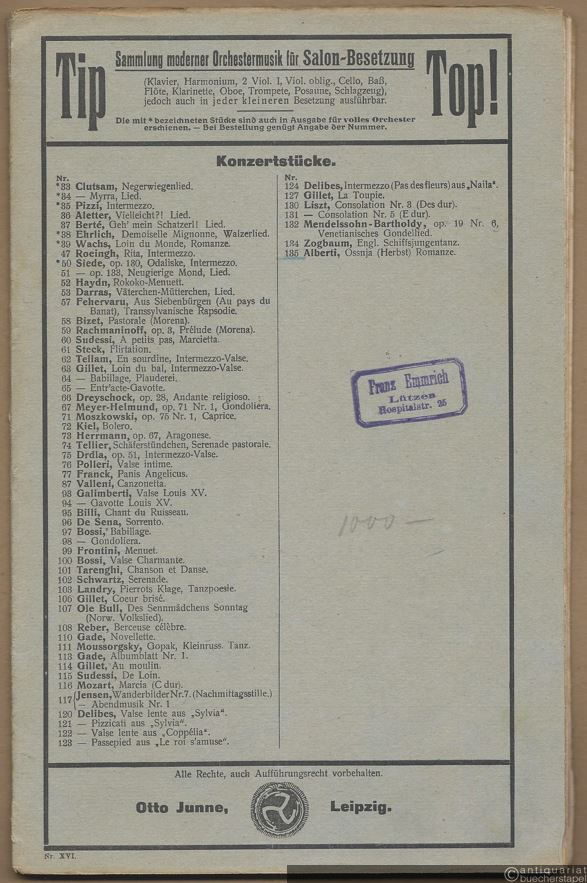 Tip
Sammlung moderner Orchestermusik für Salon-Besetzung
(Klavier, Harmonium, 2 Viol. I, Viol. oblig., Cello, Baß,
Flöte, Klarinette, Oboe, Trompete, Posaune, Schlagzeug),
jedoch auch in jeder kleineren Besetzung ausführbar.
Die mit * bezeichneten Stücke sind auch in Ausgabe für volles Orchester
erschienen. — Bei Bestellung genügt Angabe der Nummer.
Top!
Konzertstücke.
Nr.
*33 Clutsam, Negerwiegenlied.
*34 — Myrra, Lied.
*35 Pizzi, Intermezzo.
36 Aletter, Vielleicht?! Lied.
37 Berté, Geh' mein Schatzerl! Lied.
*38 Ehrlich, Demoiselle Mignonne, Walzerlied.
*39 Wachs, Loin du Monde, Romanze.
47 Roeingh, Rita, Intermezzo.
*50 Siede, op. 130, Odaliske, Intermezzo.
51 — op. 133, Neugierige Mond, Lied.
52 Haydn, Rokoko-Menuett.
53 Darras, Väterchen-Mütterchen, Lied.
57 Fehervaru, Aus Siebenbürgen (Au pays du
Banat), Transsylvanische Rapsodie.
58 Bizet, Pastorale (Morena).
59 Rachmaninoff, op. 3, Prélude (Morena).
60 Sudessi, A petits pas, Marcietta.
61 Steck, Flirtation.
62 Tellam, En sourdine, Intermezzo-Valse.
63 Gillet, Loin du bal, Intermezzo-Valse.
64 — Babillage, Plauderei.
65 — Entr'acte-Gavotte.
66 Dreyschock, op. 28, Andante religioso.
67 Meyer-Helmund, op. 71 Nr. 1, Gondoliera.
71 Moszkowski, op. 75 Nr. 1, Caprice.
72 Kiel, Bolero.
73 Herrmann, op. 67, Aragonese.
74 Tellier, Schäferstündchen, Serenade pastorale.
75 Drdla, op. 51, Intermezzo-Valse.
76 Polleri, Valse intime.
77 Franck, Panis Angelicus.
87 Valleni, Canzonetta.
93 Galimberti, Valse Louis XV.
94 — Gavotte Louis XV.
95 Billi, Chant du Ruisseau.
96 De Sena, Sorrento.
97 Bossi, Babillage.
98 — Gondoliera.
99 Frontini, Menuet.
100 Bossi, Valse Charmante.
101 Tarenghi, Chanson et Danse.
102 Schwartz, Serenade.
103 Landry, Pierrots Klage, Tanzpoesie.
106 Gillet, Coeur brisé.
107 Ole Bull, Des Sennmädchens Sonntag
(Norw. Volkslied).
108 Reber, Berceuse célèbre.
110 Gade, Novellette.
111 Moussorgsky, Gopak, Kleinruss. Tanz.
113 Gade, Albumblatt Nr. 1.
114 Gillet, Au moulin.
115 Sudessi, De Loin.
116 Mozart, Marcia (C dur).
117 Jensen, Wanderbilder Nr. 7. (Nachmittagsstille.)
— Abendmusik Nr. 1
120 Delibes, Valse lente aus „Sylvia“.
121 — Pizzicati aus „Sylvia“.
122 — Valse lente aus „Coppélia“.
123 — Passepied aus „Le roi s'amuse“.
Nr.
124 Delibes, Intermezzo (Pas des fleurs) aus „Naila“.
127 Gillet, La Toupie.
130 Liszt, Consolation Nr. 3 (Des dur).
131 — Consolation Nr. 5 (E dur).
132 Mendelssohn-Bartholdy, op. 19 Nr. 6,
Venetianisches Gondellied.
134 Zogbaum, Engl. Schiffsjungentanz.
135 Alberti, Ossnja (Herbst) Romanze.
Franz Emmrich
Lützen
Hospitalstr. 25
1000 —
Alle Rechte, auch Aufführungsrecht vorbehalten.
Otto Junne, Leipzig.
Nr. XVI.
© antiquariat
buecherstapel